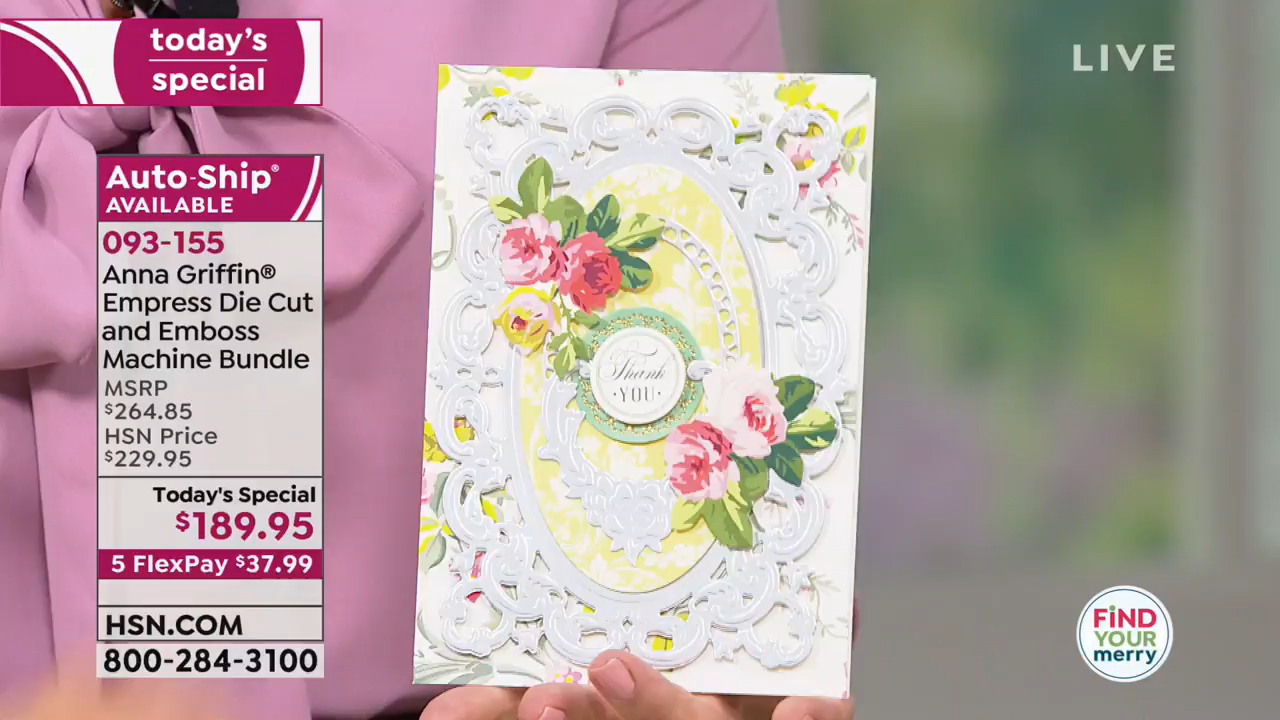 today's
special
LIVE
Auto-Ship®
AVAILABLE
093-155
Anna Griffin®
Empress Die Cut
and Emboss
Machine Bundle
MSRP
$264.85
HSN Price
$229.95
Today's Special
$189.95
5 FlexPay $37.99
HSN.COM
800-284-3100
Thank
·YOU·
FiND
YOUR
merry